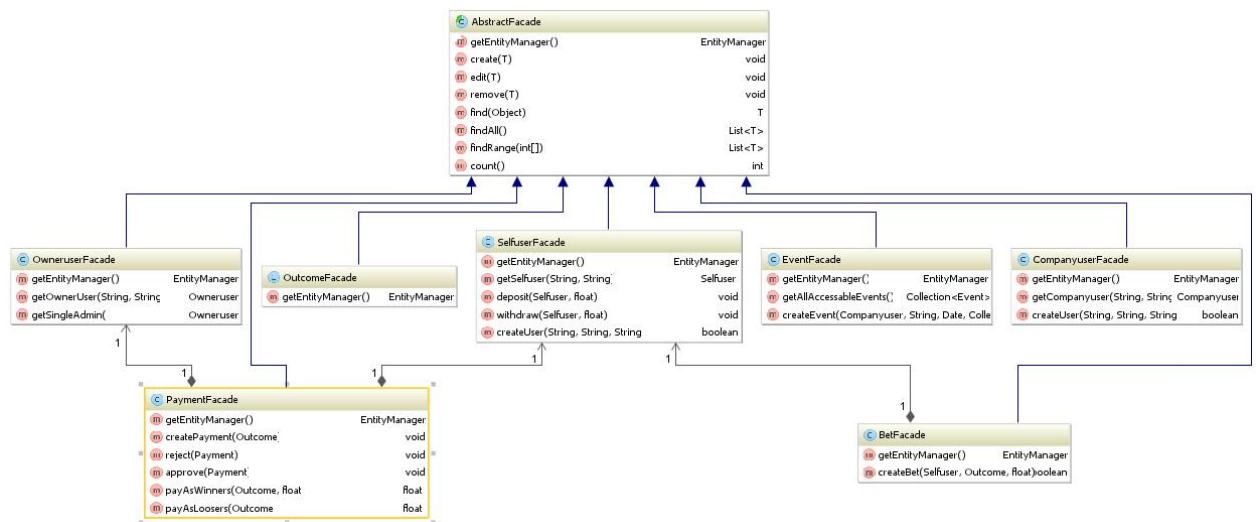 AbstractFacade
getEntityManager() EntityManager
create(T) void
edit(T) void
remove(T) void
find(Object) T
findAll() List<T>
findRange(int[]) List<T>
count() int
OwneruserFacade
getEntityManager() EntityManager
getOwnerUser(String, String Owneruser
getSingleAdmin( Owneruser
OutcomeFacade
getEntityManager() EntityManager
SelfuserFacade
getEntityManager() EntityManager
getSelfuser(String, String) Selfuser
deposit(Selfuser, float) void
withdraw(Selfuser, float) void
createUser(String, String, String boolean
EventFacade
getEntityManager() EntityManager
getAllAccessableEvents() Collection<Event>
createEvent(Companyuser, String, Date, Colle
CompanyuserFacade
getEntityManager() EntityManager
getCompanyuser(String, String Companyuser
createUser(String, String, String boolean
1
1
1
1
1
1
PaymentFacade
getEntityManager() EntityManager
createPayment(Outcome) void
reject(Payment) void
approve(Payment) void
payAsWinners(Outcome, float float
payAsLoosers(Outcome float
BetFacade
getEntityManager() EntityManager
createBet(Selfuser, Outcome, float)oolean